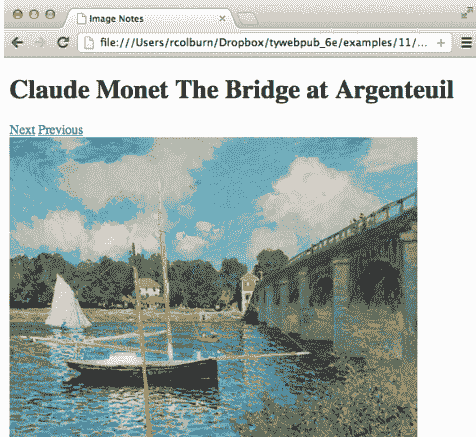 Image Notes
file:///Users/rcolburn/Dropbox/tywebpub_6e/examples/11/...
Claude Monet The Bridge at Argenteuil
Next Previous